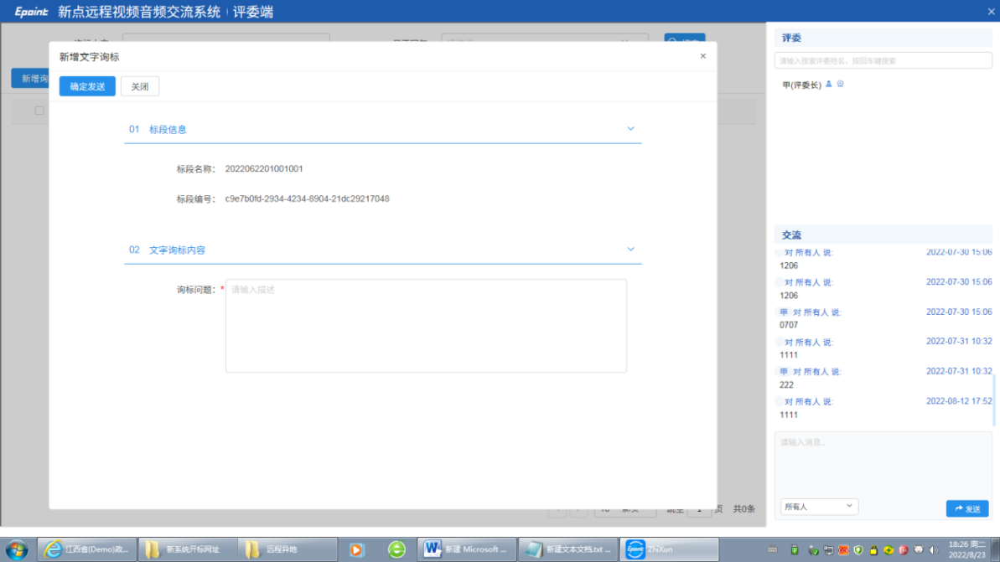 Epoint 新点远程视频音频交流系统 评委端
新增文字询标
确定发送 关闭
新增询
01 标段信息
标段名称: 2022062201001001
标段编号: c9e7b0fd-2934-4234-8904-21dc29217048
02 文字询标内容
询标问题: * 请输入描述
页 共0条
评委
请输入搜索评委姓名，按回车键搜索
甲(评委长)
交流
对 所有人 说: 2022-07-30 15:06
1206
对 所有人 说: 2022-07-30 15:06
1206
甲 对 所有人 说: 2022-07-30 15:06
0707
对 所有人 说: 2022-07-31 10:32
1111
甲 对 所有人 说: 2022-07-31 10:32
222
对 所有人 说: 2022-08-12 17:52
1111
请输入消息...
所有人
发送
江西省(Demo)政... 新系统开标网址 远程异地 新建 Microsoft ... 新建文本文档.txt ... Epoint ZhiXun
18:26 周二
2022/8/23